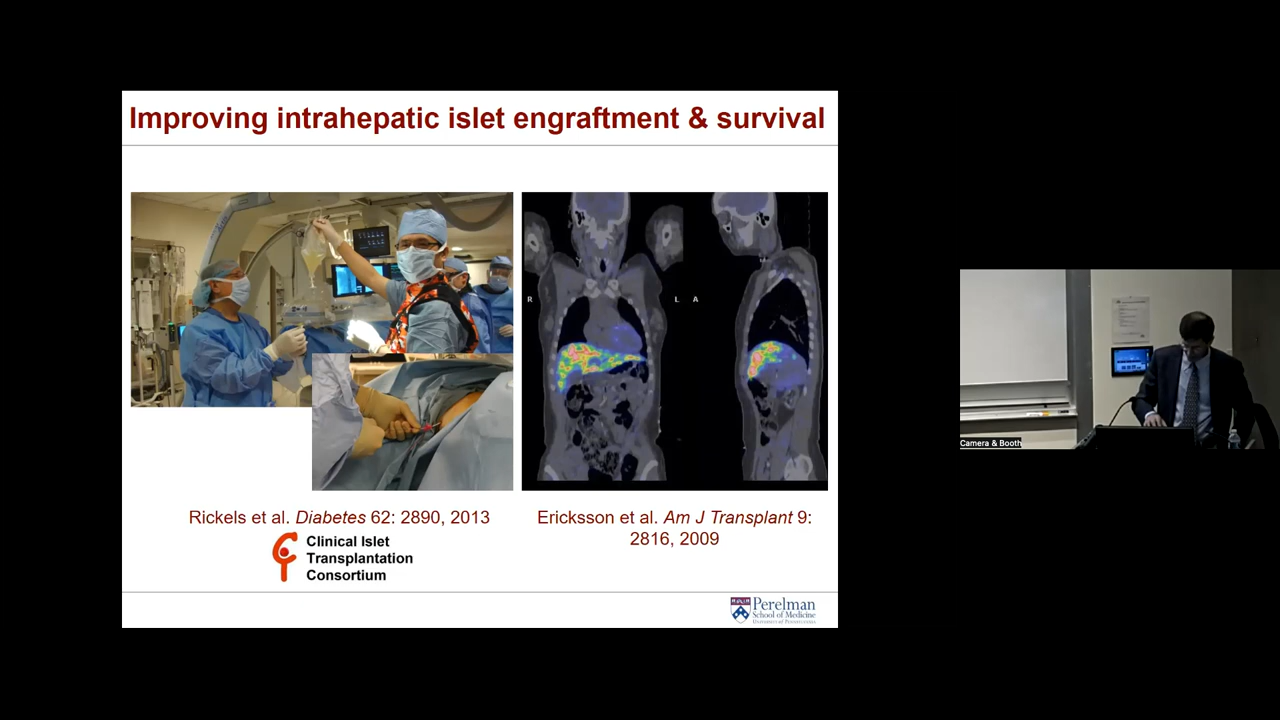 Improving intrahepatic islet engraftment & survival
R
L
A
Rickels et al. Diabetes 62: 2890, 2013
Clinical Islet
Transplantation
Consortium
Ericksson et al. Am J Transplant 9:
2816, 2009
Perelman
School of Medicine
University of Pennsylvania
Camera & Booth